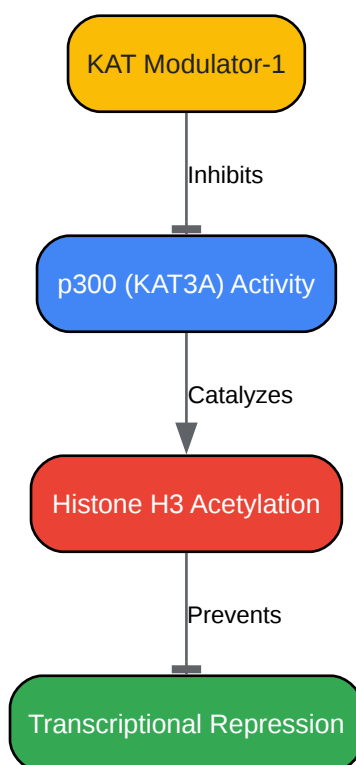 KAT Modulator-1
Inhibits
p300 (KAT3A) Activity
Catalyzes
Histone H3 Acetylation
Prevents
Transcriptional Repression